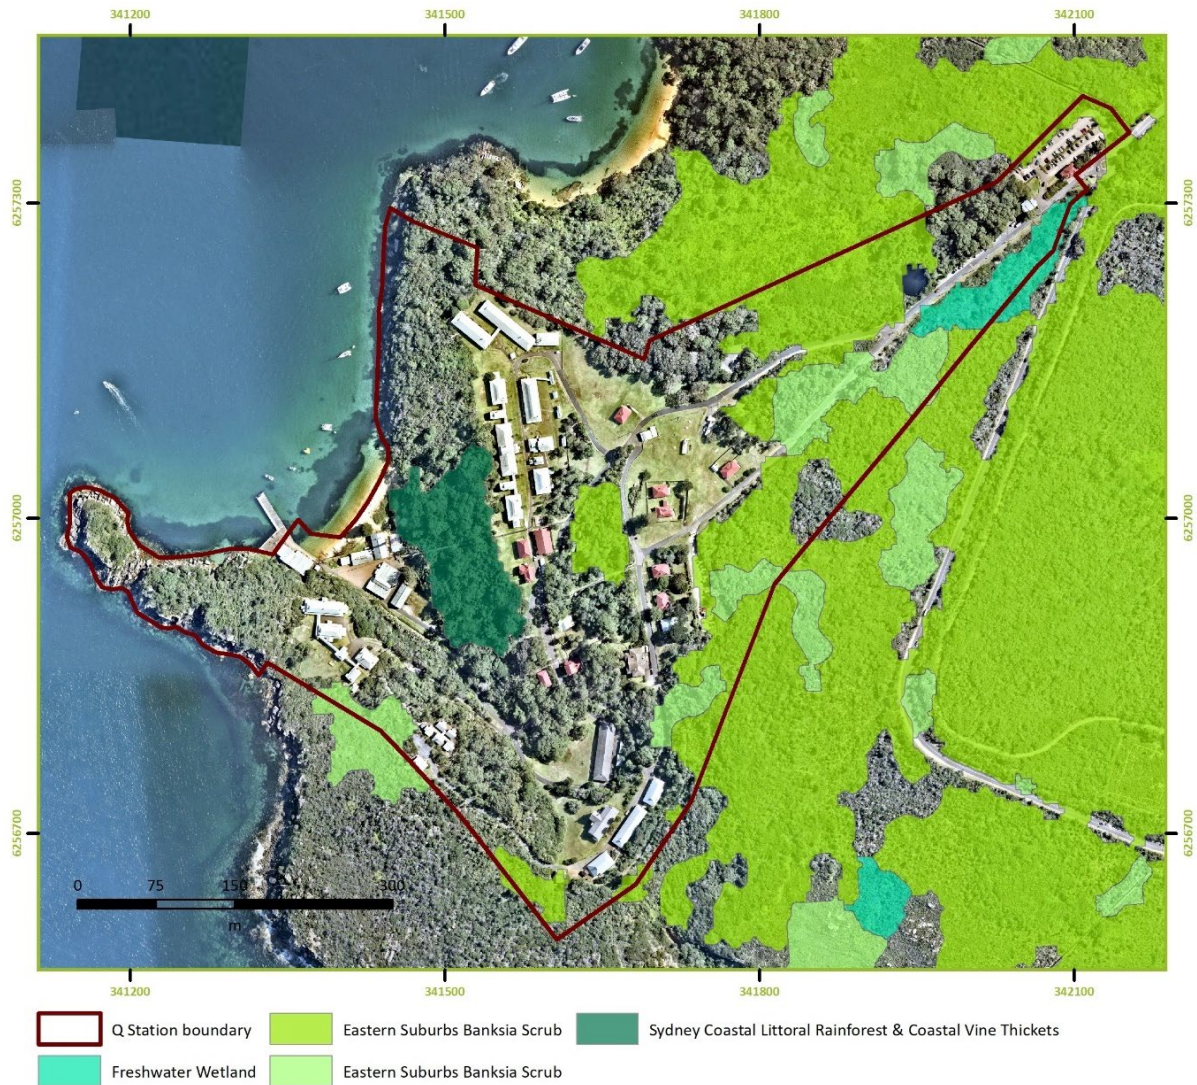 341200 341500 341800 342100
6257300 6257300
6257000 6257000
6256700 6256700
0 75 150 300
m
341200 341500 341800 342100
Q Station boundary Eastern Suburbs Banksia Scrub Sydney Coastal Littoral Rainforest & Coastal Vine Thickets
Freshwater Wetland Eastern Suburbs Banksia Scrub